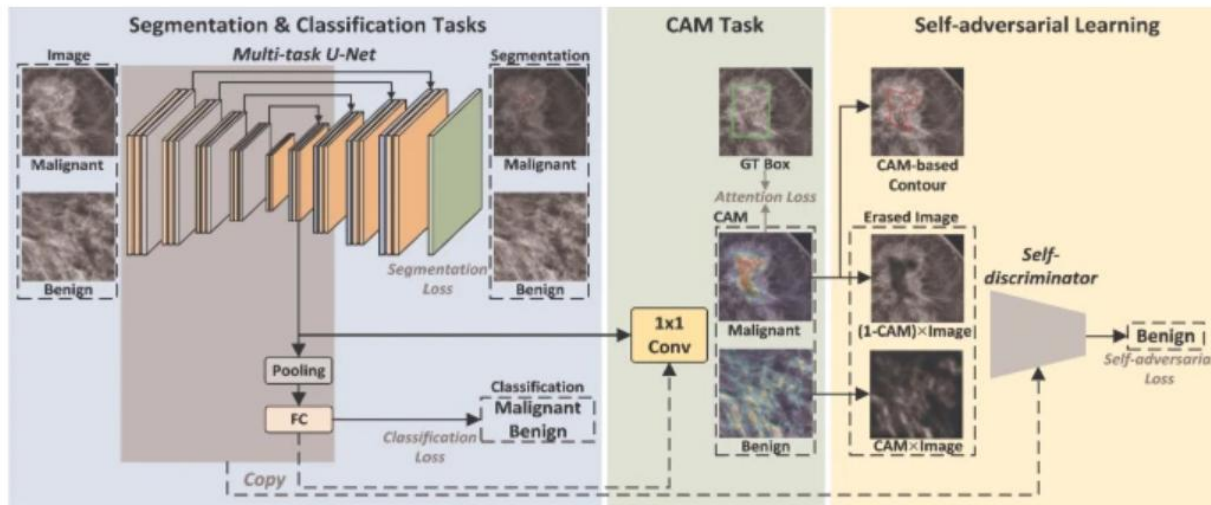 Segmentation & Classification Tasks
Multi-task U-Net
Image
Malignant
Benign
Segmentation
Malignant
Benign
Segmentation
Loss
Pooling
FC
Classification
Malignant
Benign
Classification
Loss
Copy
CAM Task
GT Box
Attention Loss
CAM
Malignant
Benign
1x1
Conv
Self-adversarial Learning
CAM-based
Contour
Erased Image
(1-CAM)×Image
CAM×Image
Self-
discriminator
Benign
Self-adversarial
Loss